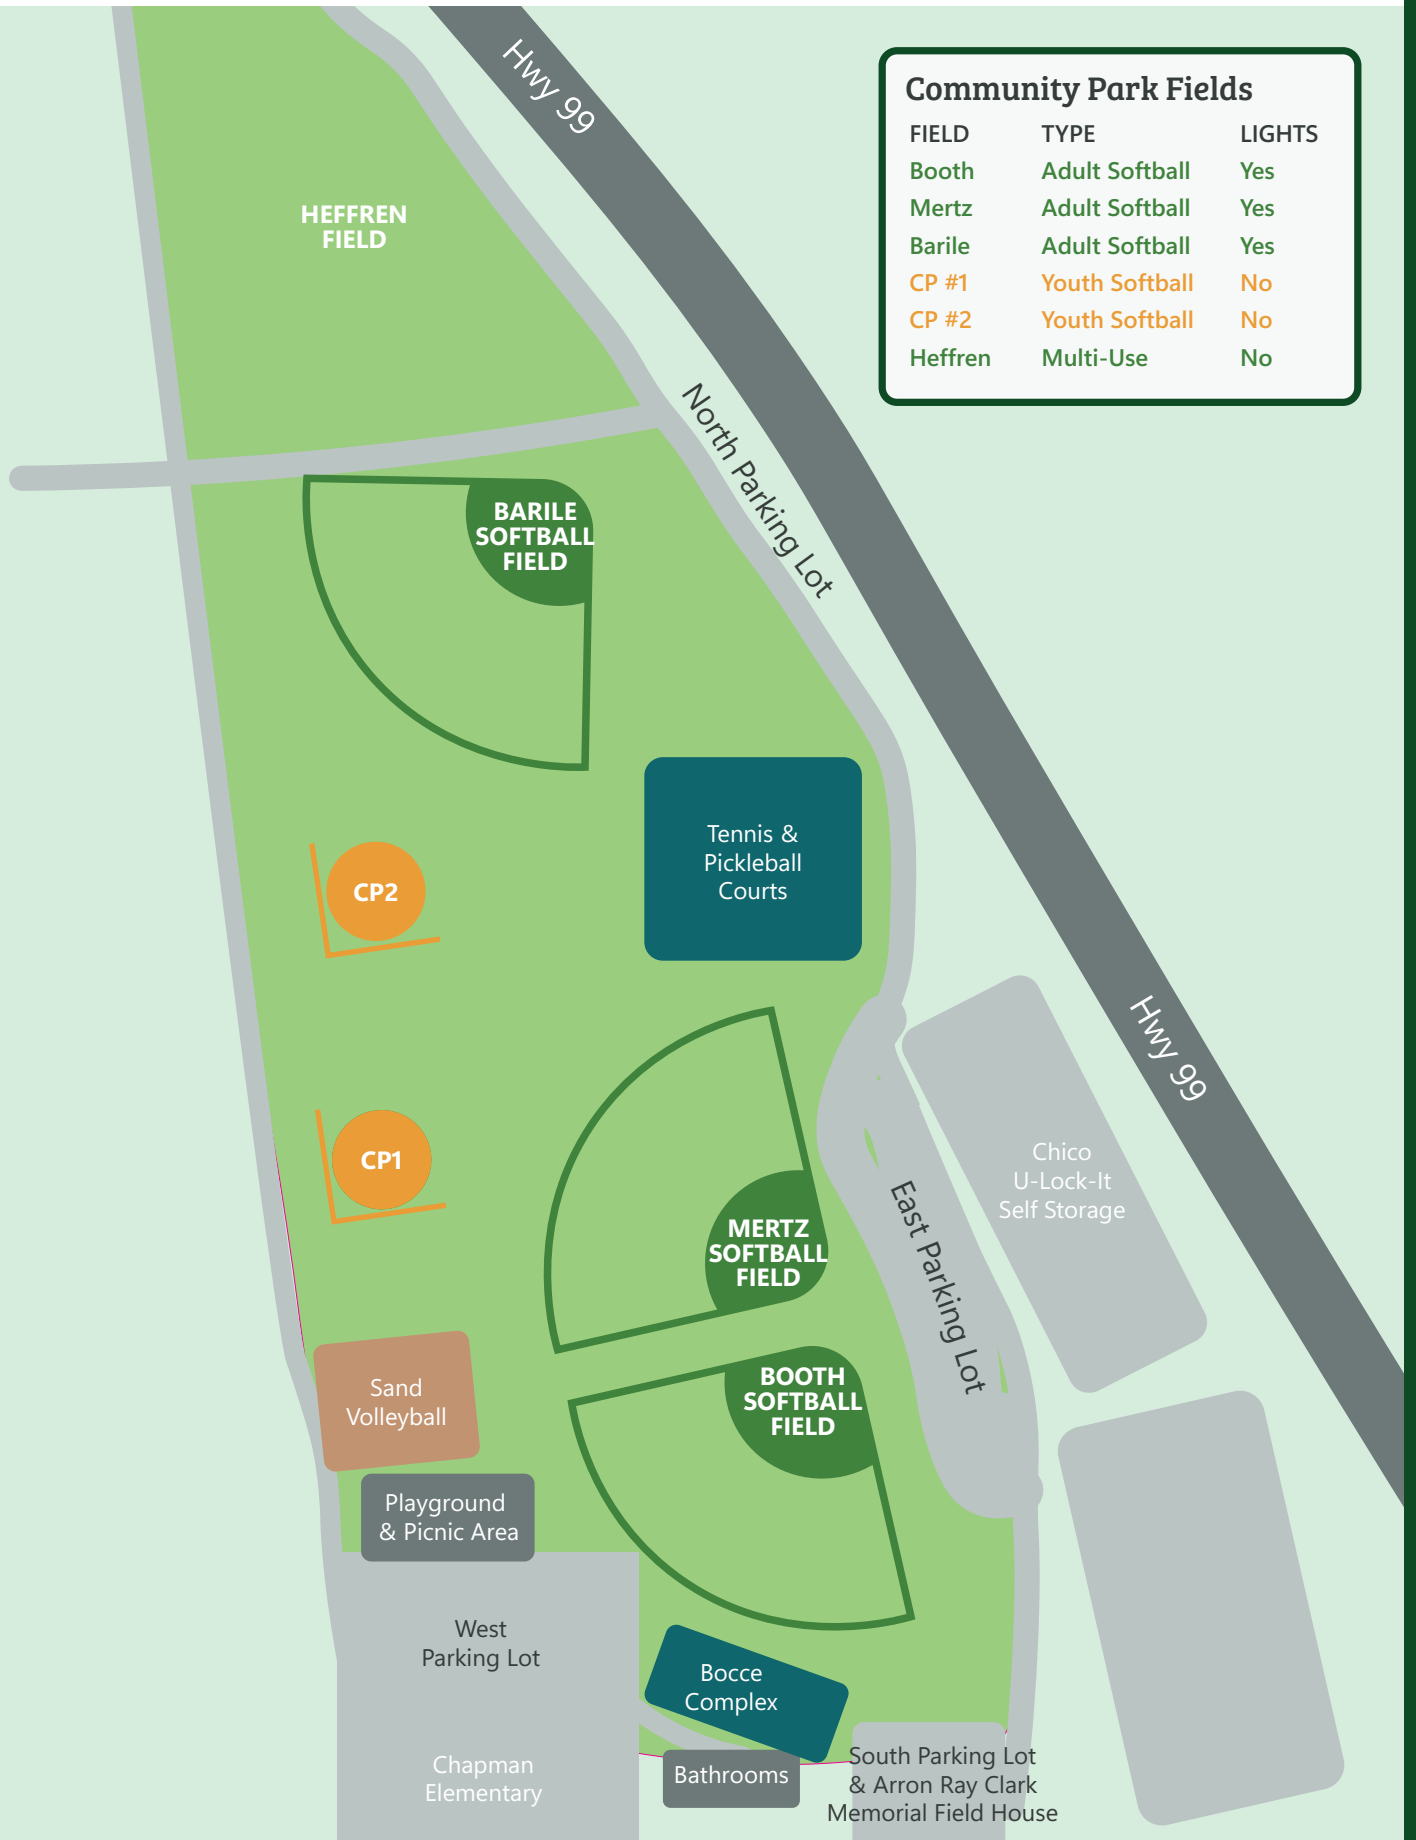 Hwy 99
Community Park Fields
FIELD TYPE LIGHTS
Booth Adult Softball Yes
Mertz Adult Softball Yes
Barile Adult Softball Yes
CP #1 Youth Softball No
CP #2 Youth Softball No
Heffren Multi-Use No
HEFFREN
FIELD
North Parking Lot
BARILE
SOFTBALL
FIELD
Tennis &
Pickleball
Courts
CP2
Hwy 99
CP1
Chico
U-Lock-It
Self Storage
East Parking Lot
MERTZ
SOFTBALL
FIELD
BOOTH
SOFTBALL
FIELD
Sand
Volleyball
Playground
& Picnic Area
West
Parking Lot
Bocce
Complex
Chapman
Elementary
Bathrooms
South Parking Lot
& Arron Ray Clark
Memorial Field House